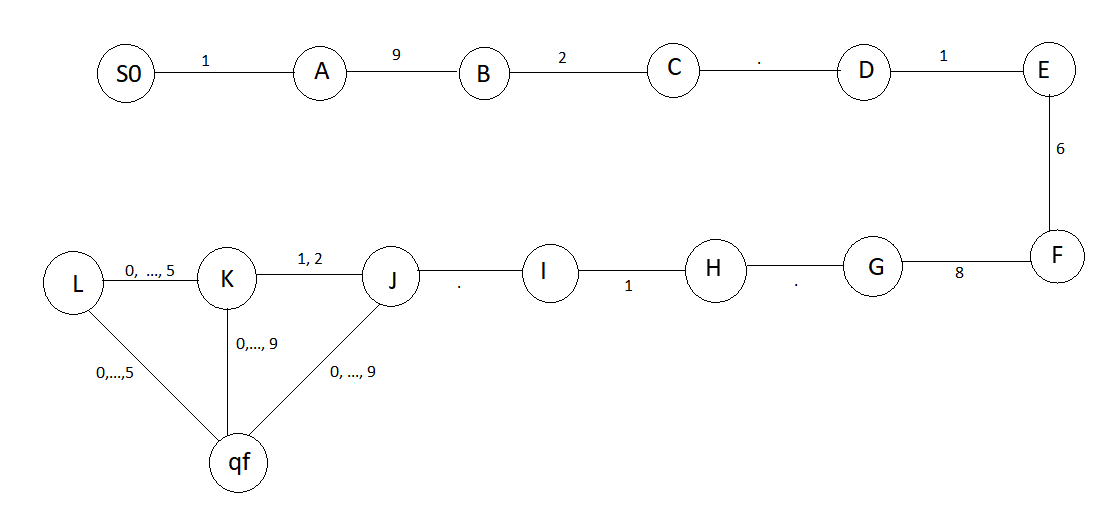 1 9 2 . 1
S0 A B C D E
6
L 0, ..., 5 K 1, 2 J . I 1 H . G 8 F
0,...,5 0,..., 9 0, ..., 9
qf